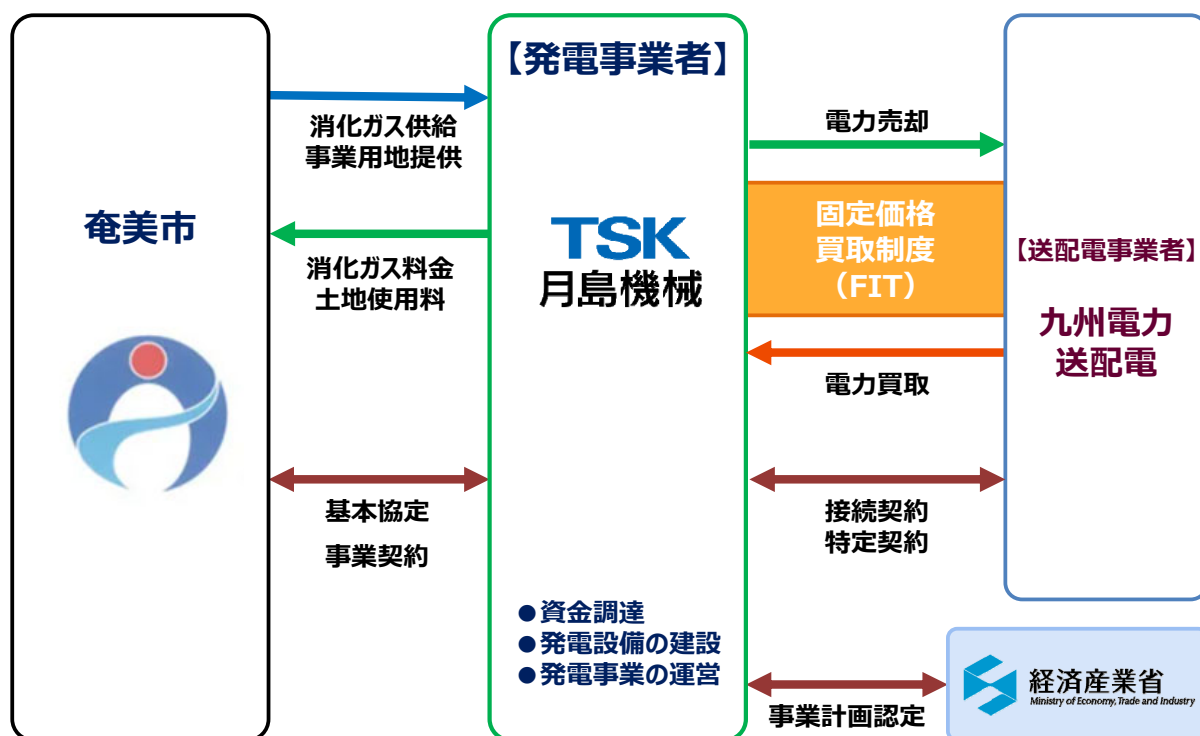 奄美市
消化ガス供給
事業用地提供
消化ガス料金
土地使用料
基本協定
事業契約
【発電事業者】
TSK
月島機械
●資金調達
●発電設備の建設
●発電事業の運営
電力売却
固定価格
買取制度
（FIT）
電力買取
接続契約
特定契約
事業計画認定
【送配電事業者】
九州電力
送配電
経済産業省
Ministry of Economy, Trade and Industry